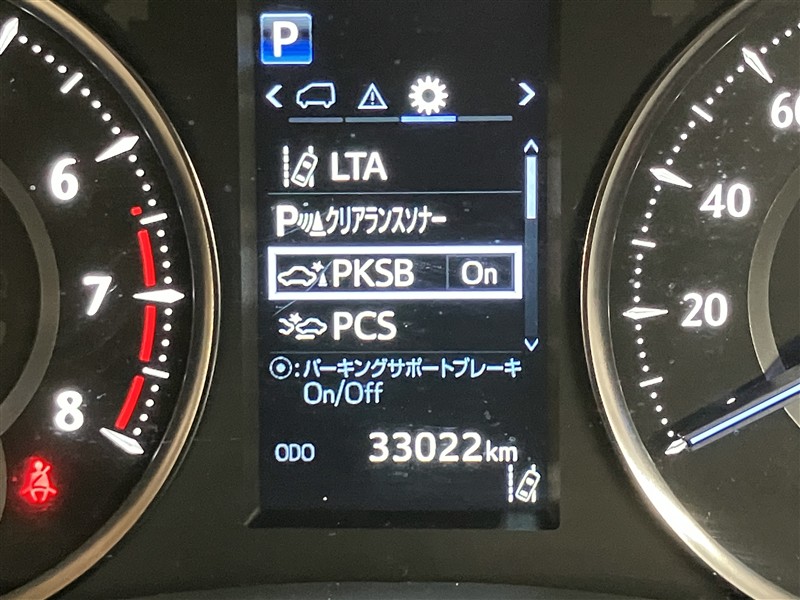 P
LTA
Pクリアランスソナー
PKSB On
PCS
⦿:パーキングサポートブレーキ
On/Off
ODO 33022km
6
7
8
60
40
20